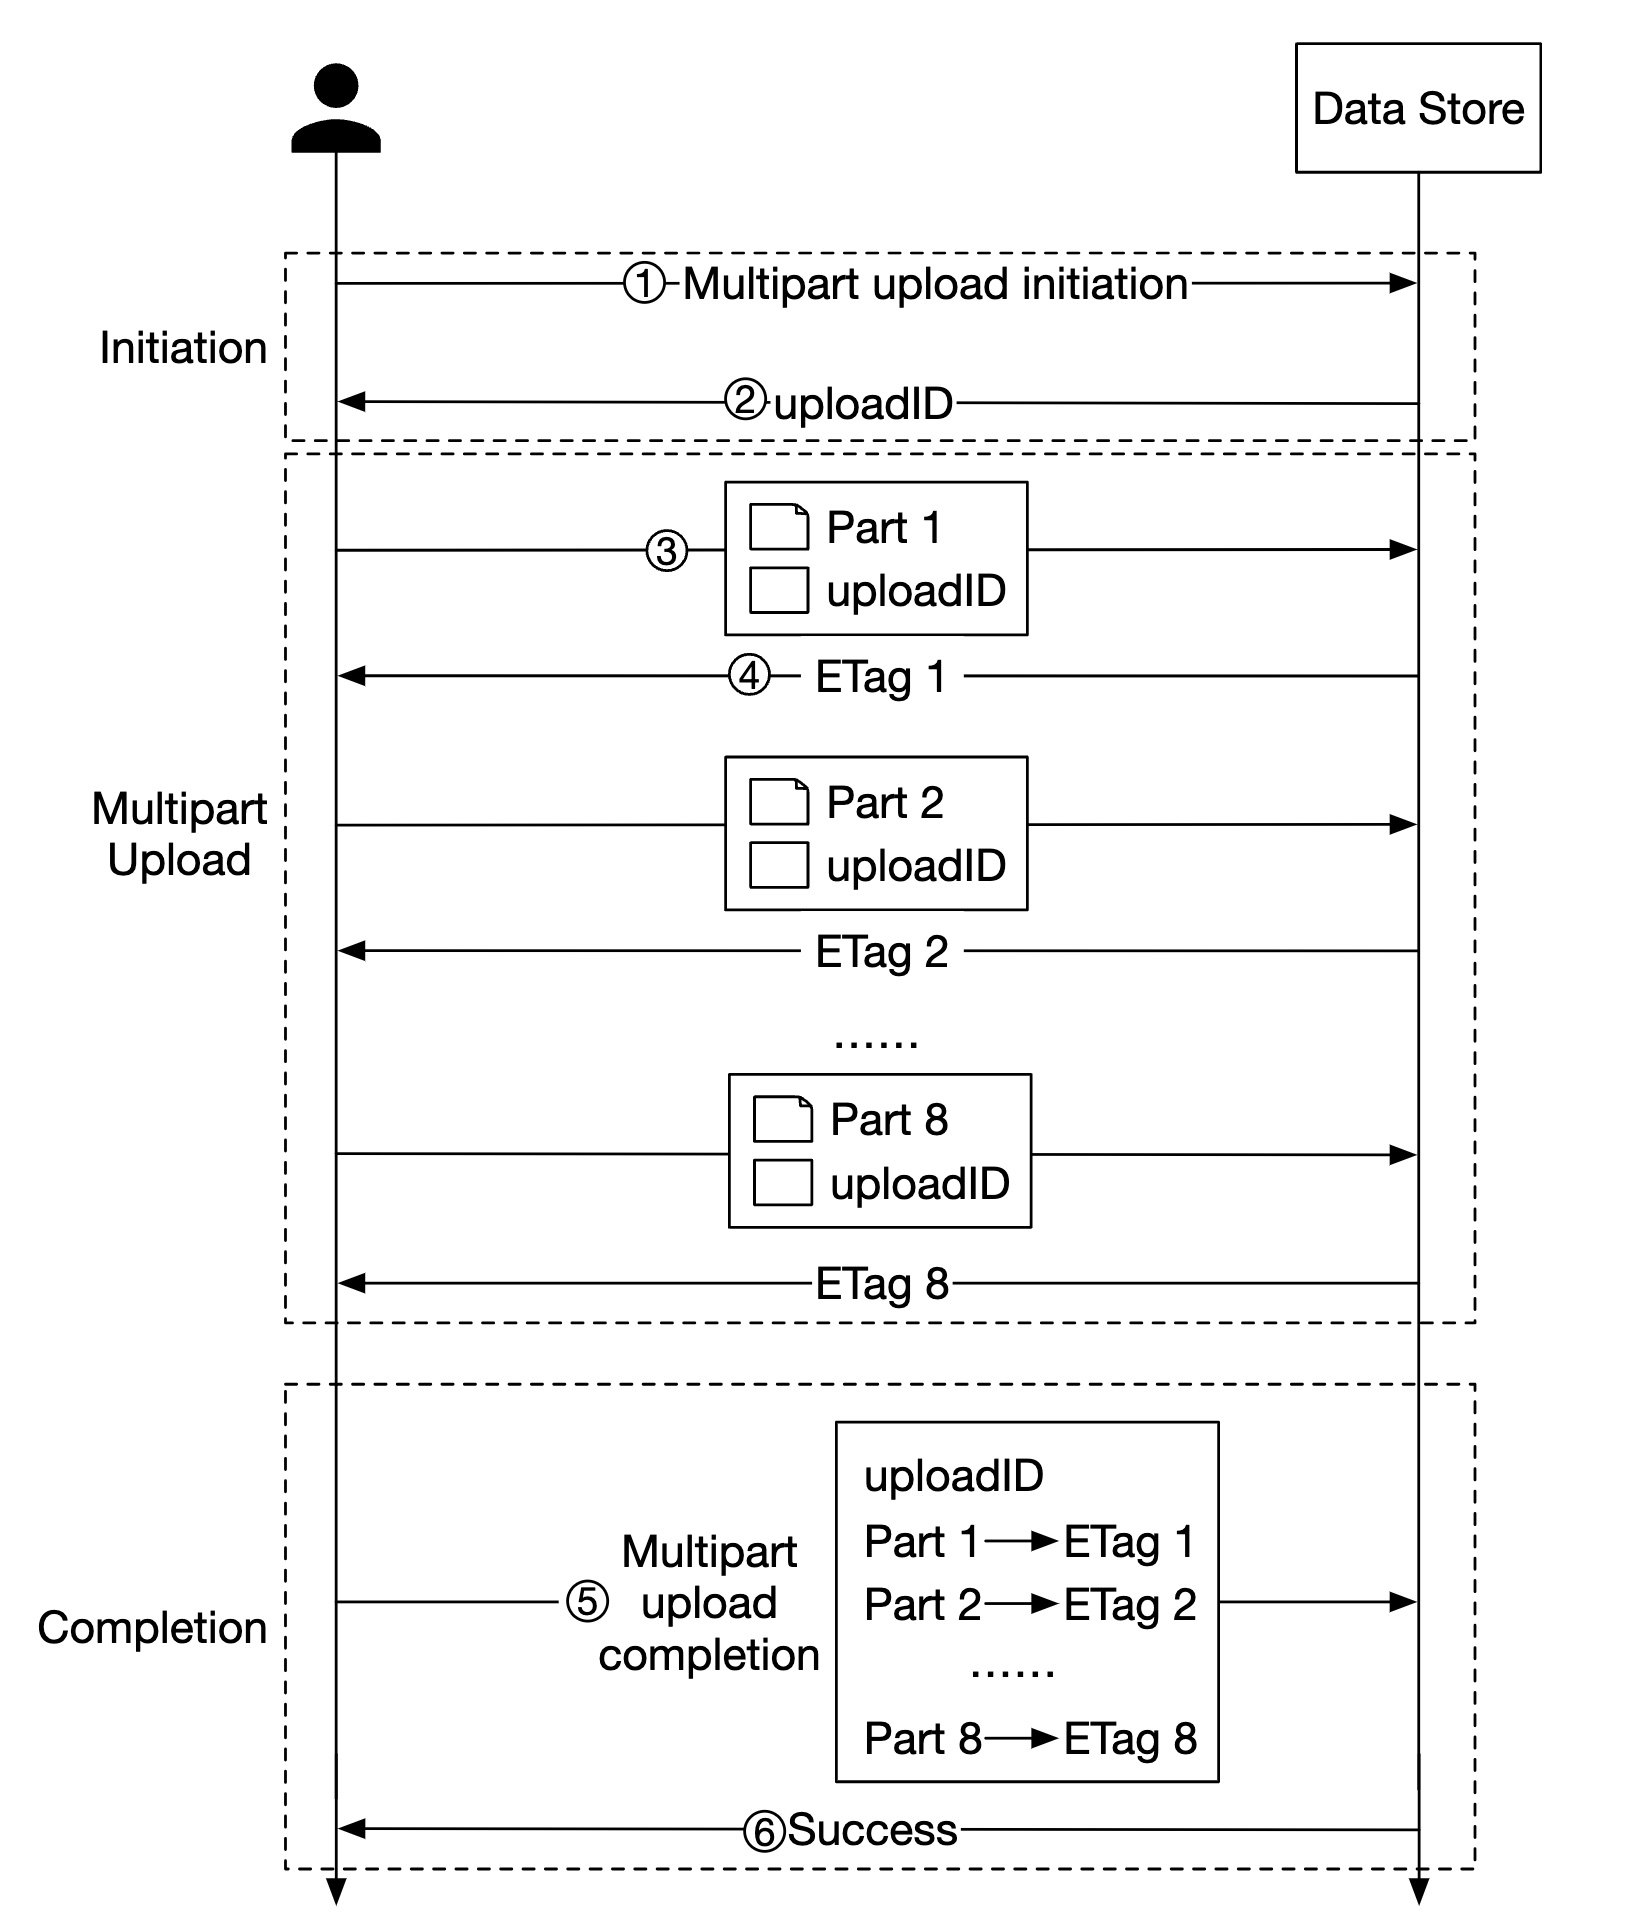 Data Store
① Multipart upload initiation
Initiation
② uploadID
Part 1
③
uploadID
④ ETag 1
Part 2
Multipart
Upload
uploadID
ETag 2
......
Part 8
uploadID
ETag 8
uploadID
Part 1 → ETag 1
Part 2 → ETag 2
......
Part 8 → ETag 8
⑤
Multipart
upload
completion
Completion
⑥ Success